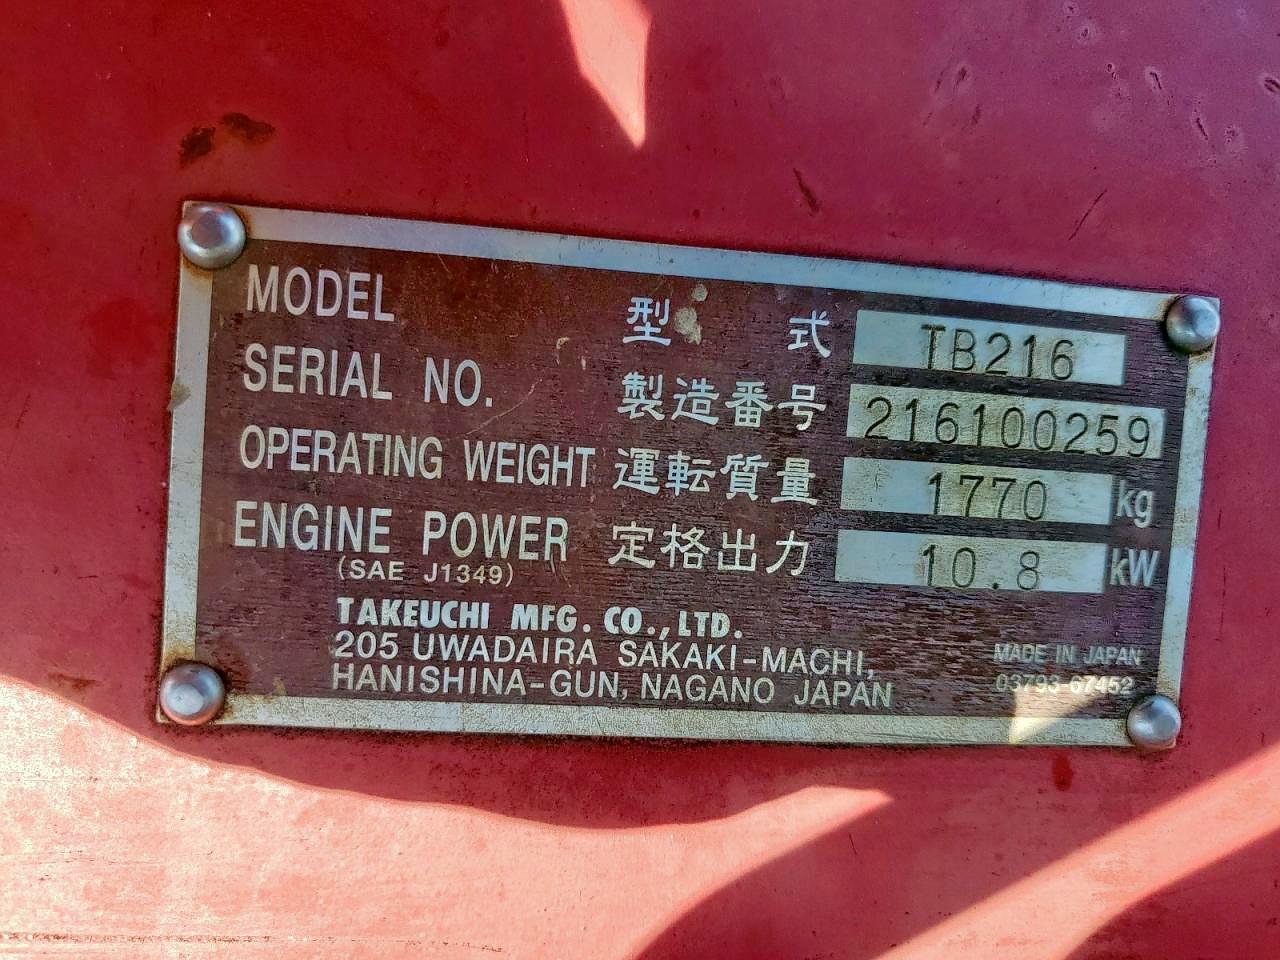 MODEL 型 式 TB216
SERIAL NO. 製造番号 216100259
OPERATING WEIGHT 運転質量 1770 kg
ENGINE POWER 定格出力 10.8 kW
(SAE J1349)
TAKEUCHI MFG. CO., LTD.
205 UWADAIRA SAKAKI-MACHI,
HANISHINA-GUN, NAGANO JAPAN
MADE IN JAPAN
03793-67452